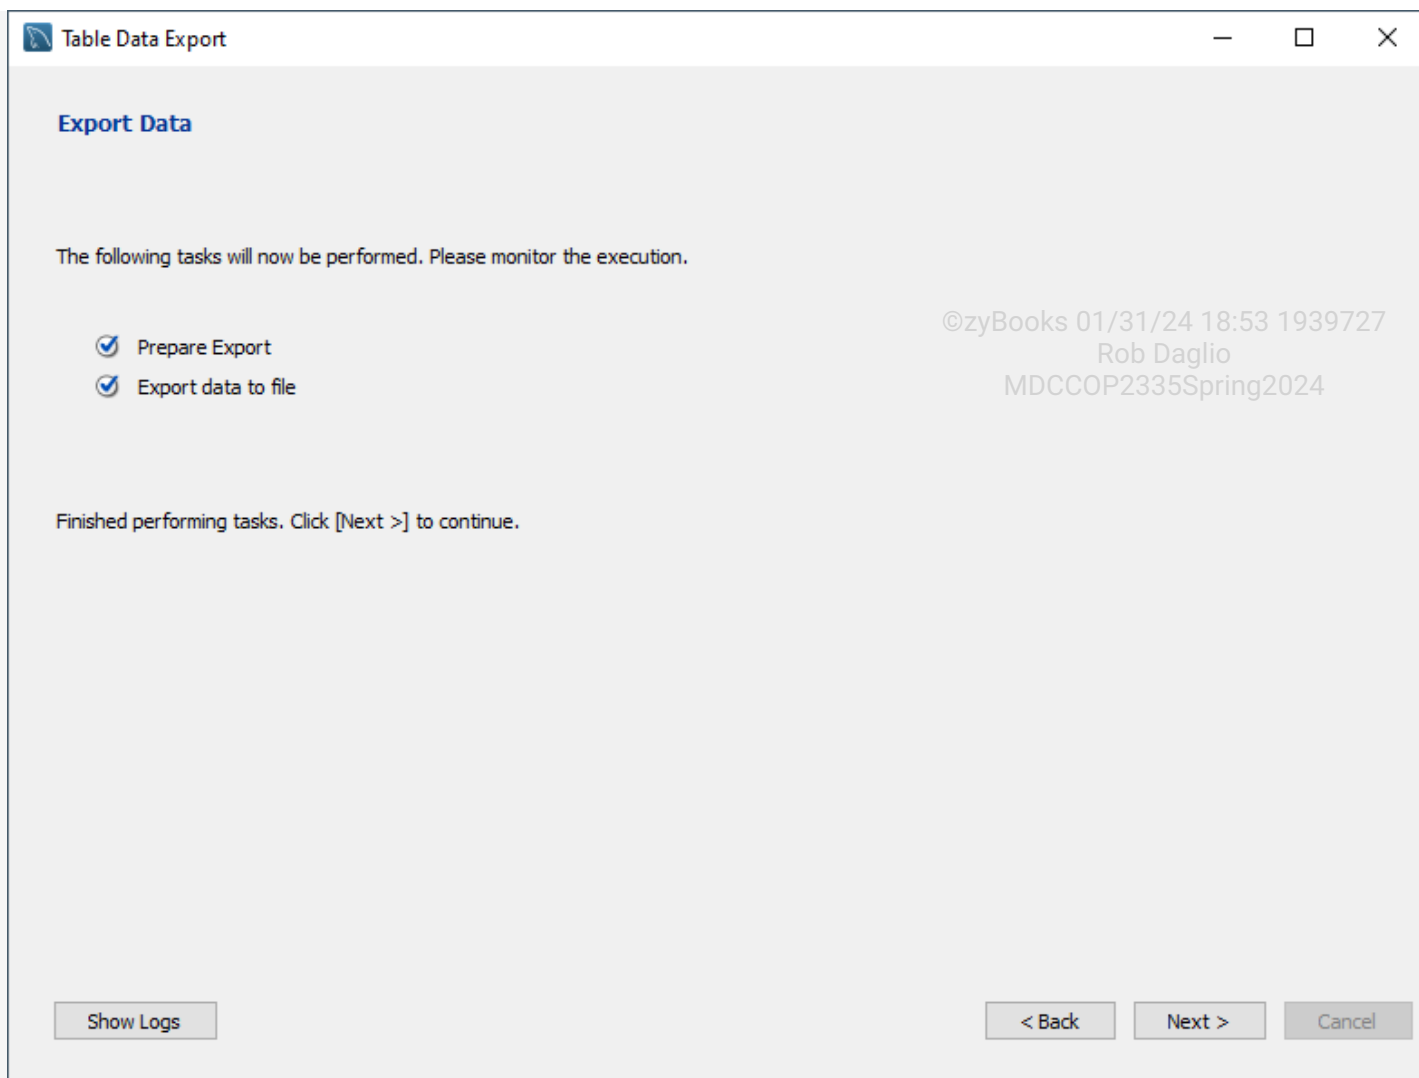 Table Data Export
Export Data
The following tasks will now be performed. Please monitor the execution.
©zyBooks 01/31/24 18:53 1939727
Rob Daglio
MDCCOP2335Spring2024
Prepare Export
Export data to file
Finished performing tasks. Click [Next >] to continue.
Show Logs
< Back
Next >
Cancel